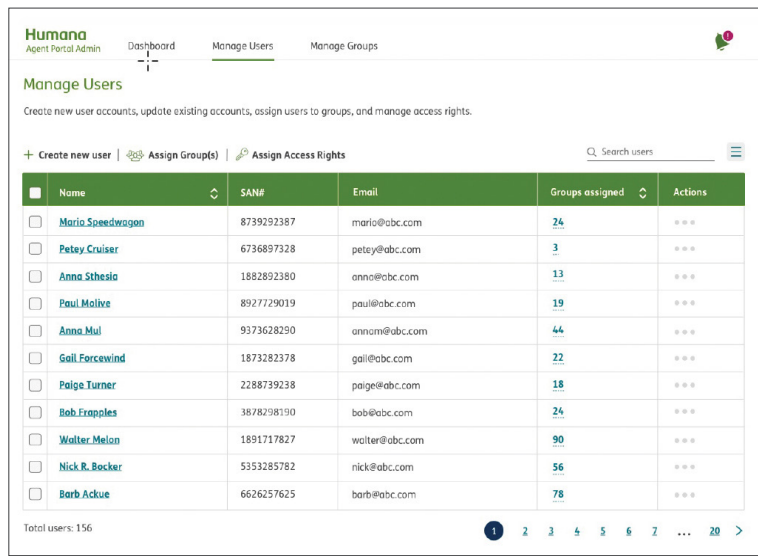 Humana
Agent Portal Admin
Dashboard Manage Users Manage Groups
!
Manage Users
Create new user accounts, update existing accounts, assign users to groups, and manage access rights.
+ Create new user | Assign Group(s) | Assign Access Rights Search users
Name SAN# Email Groups assigned Actions
Mario Speedwagon 8739292387 mario@abc.com 24
Petey Cruiser 6736897328 petey@abc.com 3
Anna Sthesia 1882892380 anna@abc.com 13
Paul Molive 8927729019 paul@abc.com 19
Anna Mul 9373628290 annam@abc.com 44
Gail Forcewind 1873282378 gail@abc.com 22
Paige Turner 2288739238 paige@abc.com 18
Bob Frapples 3878298190 bob@abc.com 24
Walter Melon 1891717827 walter@abc.com 90
Nick R. Bocker 5353285782 nick@abc.com 56
Barb Ackue 6626257625 barb@abc.com 78
Total users: 156 1 2 3 4 5 6 7 ... 20 >